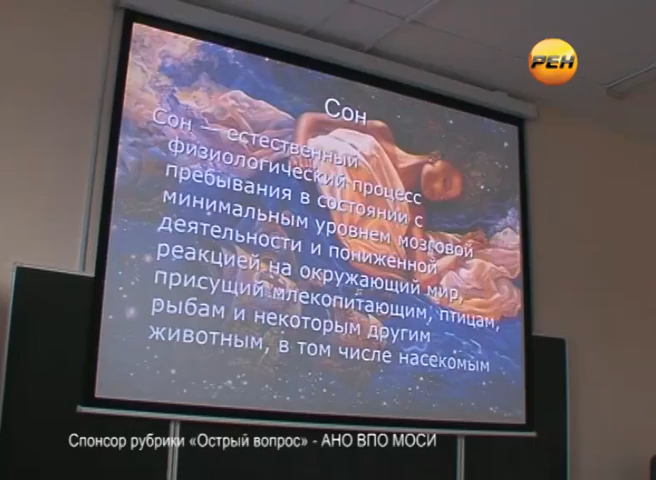 РЕН
Сон
Сон — естественный
физиологический процесс
пребывания в состоянии с
минимальным уровнем мозговой
деятельности и пониженной
реакцией на окружающий мир,
присущий млекопитающим, птицам,
рыбам и некоторым другим
животным, в том числе насекомым
Спонсор рубрики «Острый вопрос» - АНО ВПО МОСИ